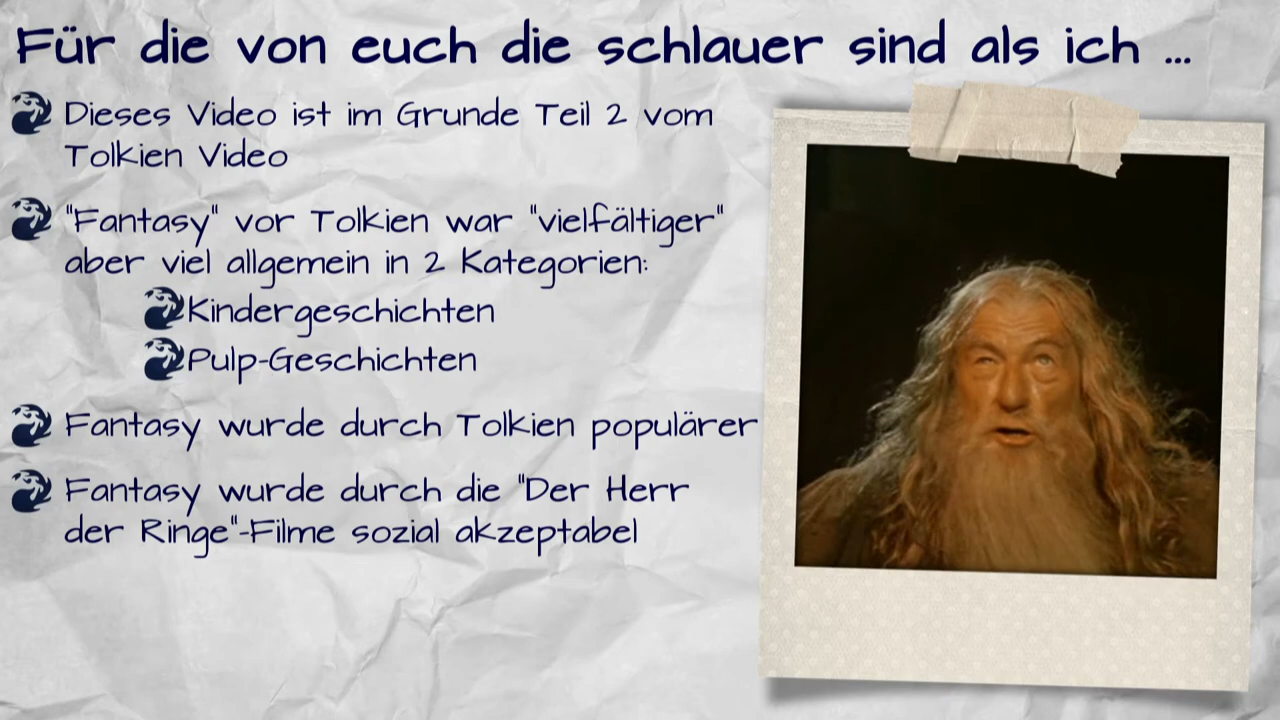 Für die von euch die schlauer sind als ich ...
Dieses Video ist im Grunde Teil 2 vom
Tolkien Video
"Fantasy" vor Tolkien war "vielfältiger"
aber viel allgemein in 2 Kategorien:
Kindergeschichten
Pulp-Geschichten
Fantasy wurde durch Tolkien populärer
Fantasy wurde durch die "Der Herr
der Ringe"-Filme sozial akzeptabel